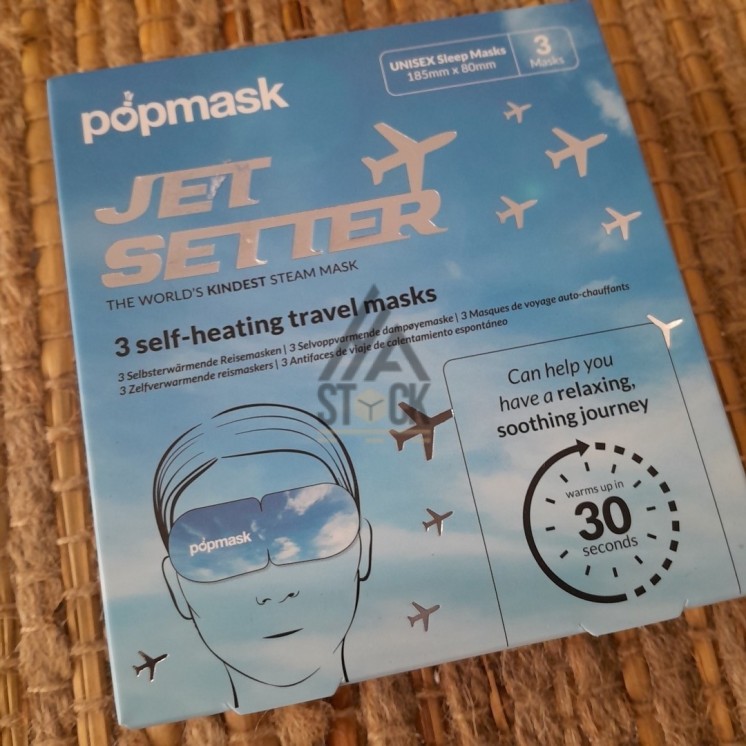 popmask
UNISEX Sleep Masks
185mm x 80mm
3
Masks
JET
SETTER
THE WORLD'S KINDEST STEAM MASK
3 self-heating travel masks
3 Selbsterwärmende Reisemasken | 3 Selvoppvarmende dampøyemaske | 3 Masques de voyage auto-chauffants
3 Zelfverwarmende reismaskers | 3 Antifaces de viaje de calentamiento espontáneo
STOCK
Can help you
have a relaxing,
soothing journey
warms up in
30
seconds
popmask